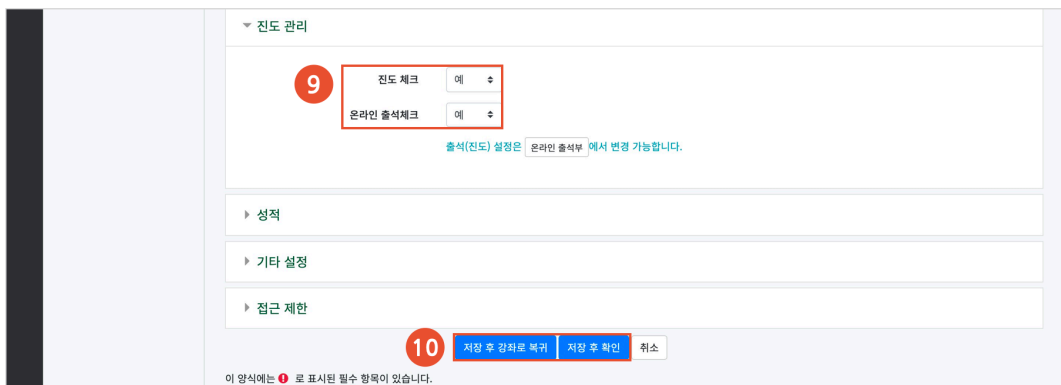 진도 관리
9
진도 체크 예
온라인 출석체크 예
출석(진도) 설정은 온라인 출석부 에서 변경 가능합니다.
성적
기타 설정
접근 제한
10 저장 후 강좌로 복귀 저장 후 확인 취소
이 양식에는 ! 로 표시된 필수 항목이 있습니다.